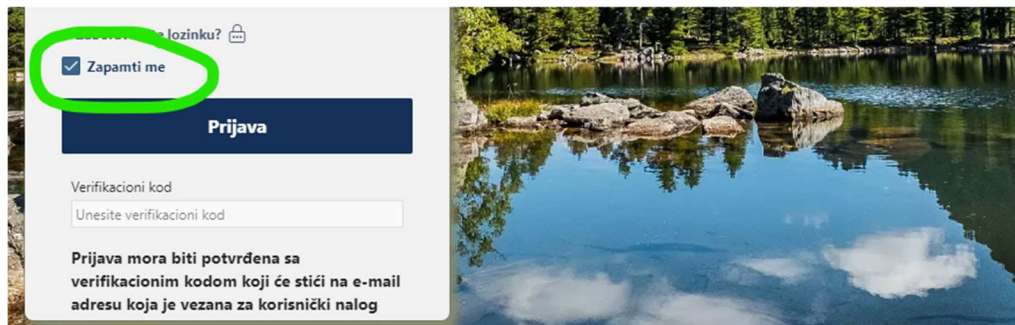 lozinku?
Zapamti me
Prijava
Verifikacioni kod
Unesite verifikacioni kod
Prijava mora biti potvrđena sa
verifikacionim kodom koji će stići na e-mail
adresu koja je vezana za korisnički nalog